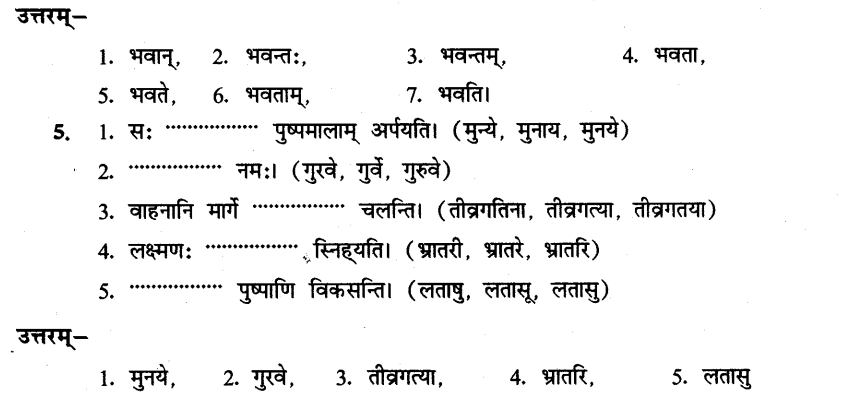 उत्तरम्–
1. भवान्, 2. भवन्तः, 3. भवन्तम्, 4. भवता,
5. भवते, 6. भवताम्, 7. भवति।
5. 1. सः ................. पुष्पमालाम् अर्पयति। (मुन्ये, मुनाय, मुनये)
2. ................. नमः। (गुरवे, गुर्वे, गुरुवे)
3. वाहनानि मार्गे ................. चलन्ति। (तीव्रगतिना, तीव्रगत्या, तीव्रगतया)
4. लक्ष्मणः ................. स्निह्यति। (भ्रातरी, भ्रातरे, भ्रातरि)
5. ................. पुष्पाणि विकसन्ति। (लताषु, लतासू, लतासु)
उत्तरम्–
1. मुनये, 2. गुरवे, 3. तीव्रगत्या, 4. भ्रातरि, 5. लतासु